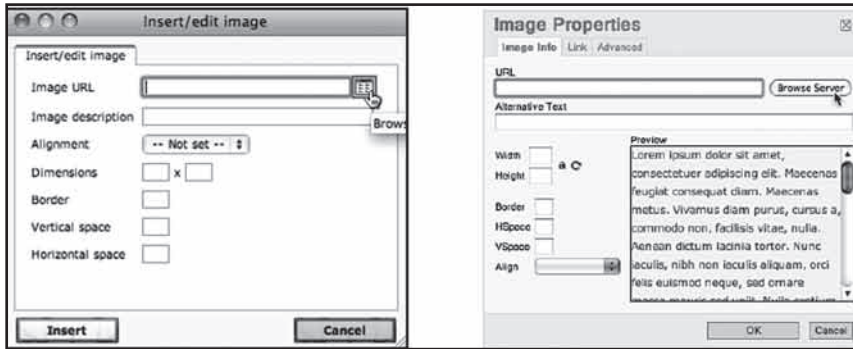 Insert/edit image
Insert/edit image
Image URL
Image description
Brows
Alignment
-- Not set --
Dimensions
x
Border
Vertical space
Horizontal space
Insert
Cancel
Image Properties
Image Info Link Advanced
URL
Browse Server
Alternative Text
Width
Height
Border
HSpace
VSpace
Align
Preview
Lorem ipsum dolor sit amet,
consectetuer adipiscing elit. Maecenas
feugiat consequat diam. Maecenas
metus. Vivamus diam purus, cursus a,
commodo non, facilisis vitae, nulla.
Aenean dictum lacinia tortor. Nunc
iaculis, nibh non iaculis aliquam, orci
felis euismod neque, sed ornare
OK
Cancel